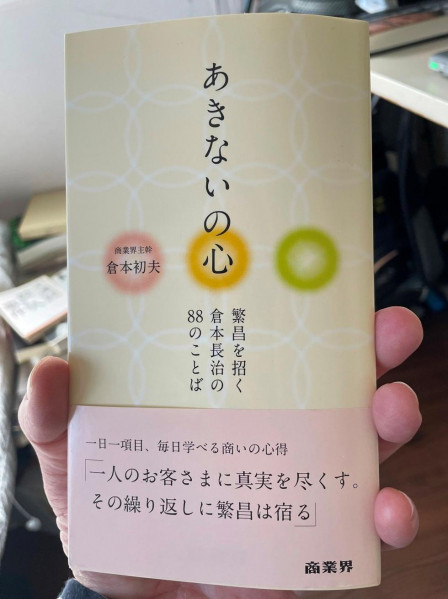 あきないの心
商業界主幹
倉本初夫
繁昌を招く
倉本長治の
88のことば
一日一項目、毎日学べる商いの心得
「一人のお客さまに真実を尽くす。
その繰り返しに繁昌は宿る」
商業界